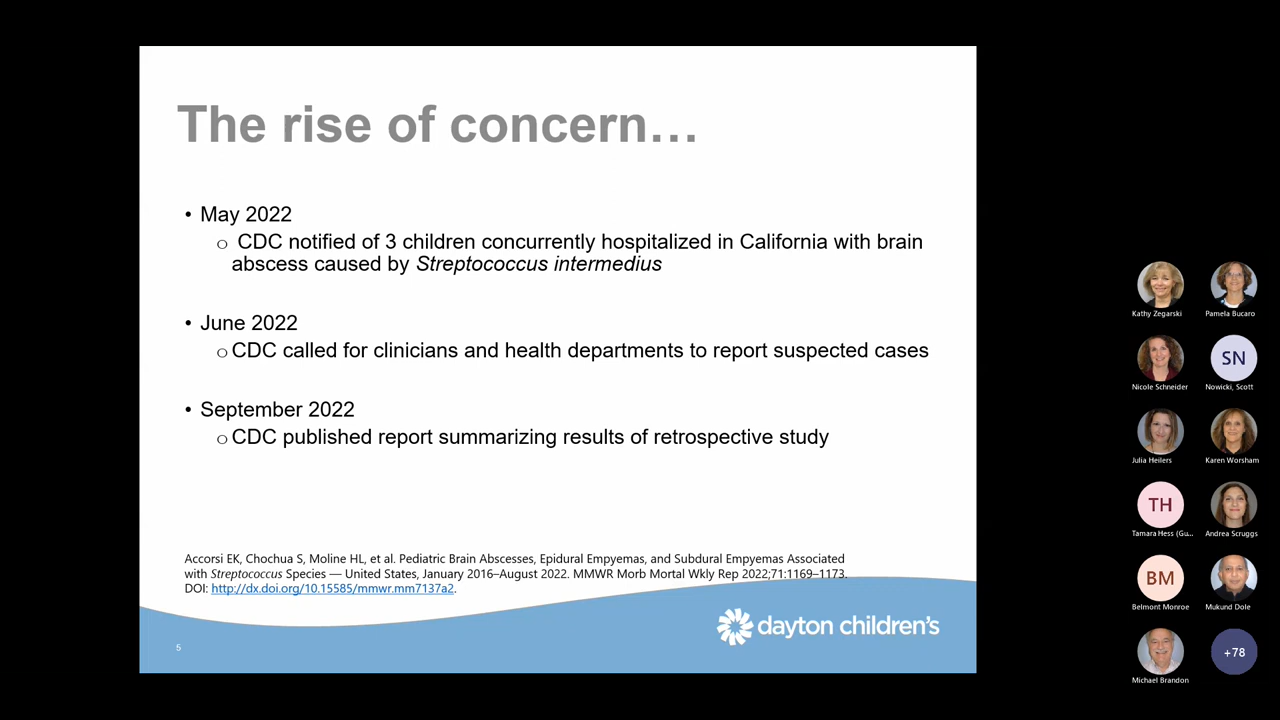 The rise of concern…
• May 2022
o CDC notified of 3 children concurrently hospitalized in California with brain
abscess caused by Streptococcus intermedius
• June 2022
o CDC called for clinicians and health departments to report suspected cases
• September 2022
o CDC published report summarizing results of retrospective study
Accorsi EK, Chochua S, Moline HL, et al. Pediatric Brain Abscesses, Epidural Empyemas, and Subdural Empyemas Associated
with Streptococcus Species — United States, January 2016–August 2022. MMWR Morb Mortal Wkly Rep 2022;71:1169–1173.
DOI: http://dx.doi.org/10.15585/mmwr.mm7137a2.
5
dayton children's
Kathy Zegarski
Pamela Bucaro
Nicole Schneider
SN
Nowicki, Scott
Julia Heilers
Karen Worsham
TH
Tamara Hess (Gu...
Andrea Scruggs
BM
Belmont Monroe
Mukund Dole
Michael Brandon
+78